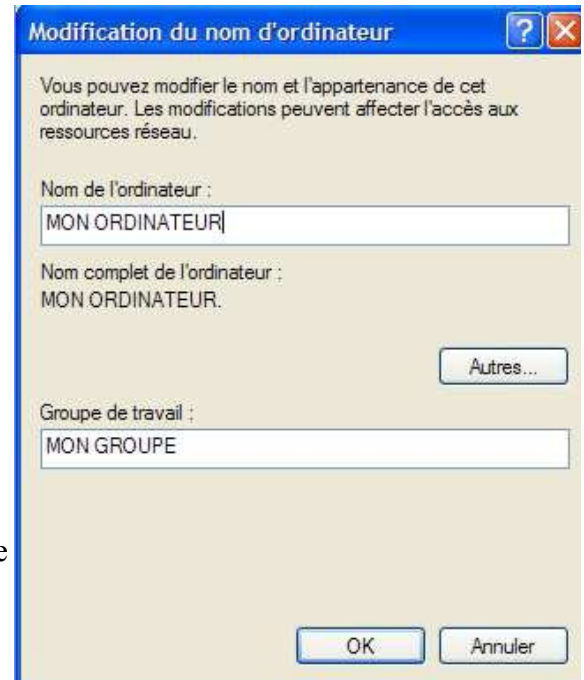 Modification du nom d'ordinateur
Vous pouvez modifier le nom et l'appartenance de cet
ordinateur. Les modifications peuvent affecter l'accès aux
ressources réseau.
Nom de l'ordinateur :
MON ORDINATEUR
Nom complet de l'ordinateur :
MON ORDINATEUR.
Autres...
Groupe de travail :
MON GROUPE
e
OK
Annuler